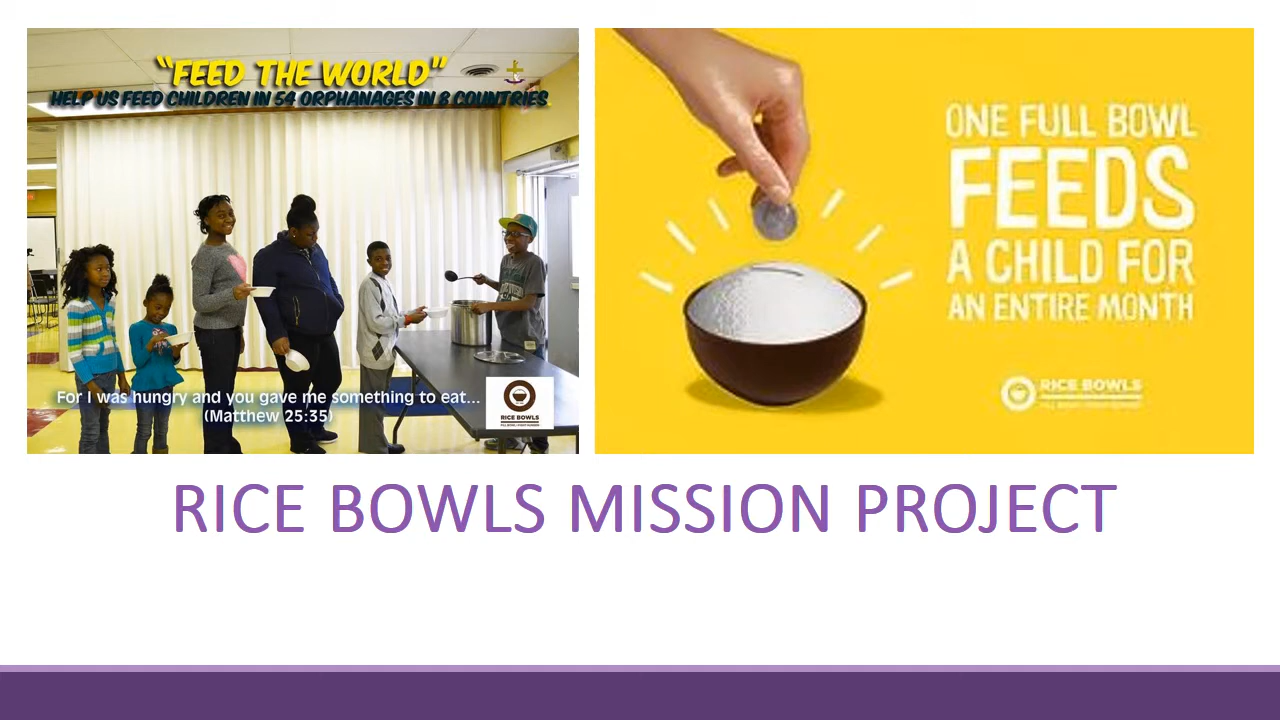 "FEED THE WORLD"
HELP US FEED CHILDREN IN 54 ORPHANAGES IN 8 COUNTRIES
For I was hungry and you gave me something to eat...
(Matthew 25:35)
RICE BOWLS
ONE FULL BOWL
FEEDS
A CHILD FOR
AN ENTIRE MONTH
RICE BOWLS
RICE BOWLS MISSION PROJECT